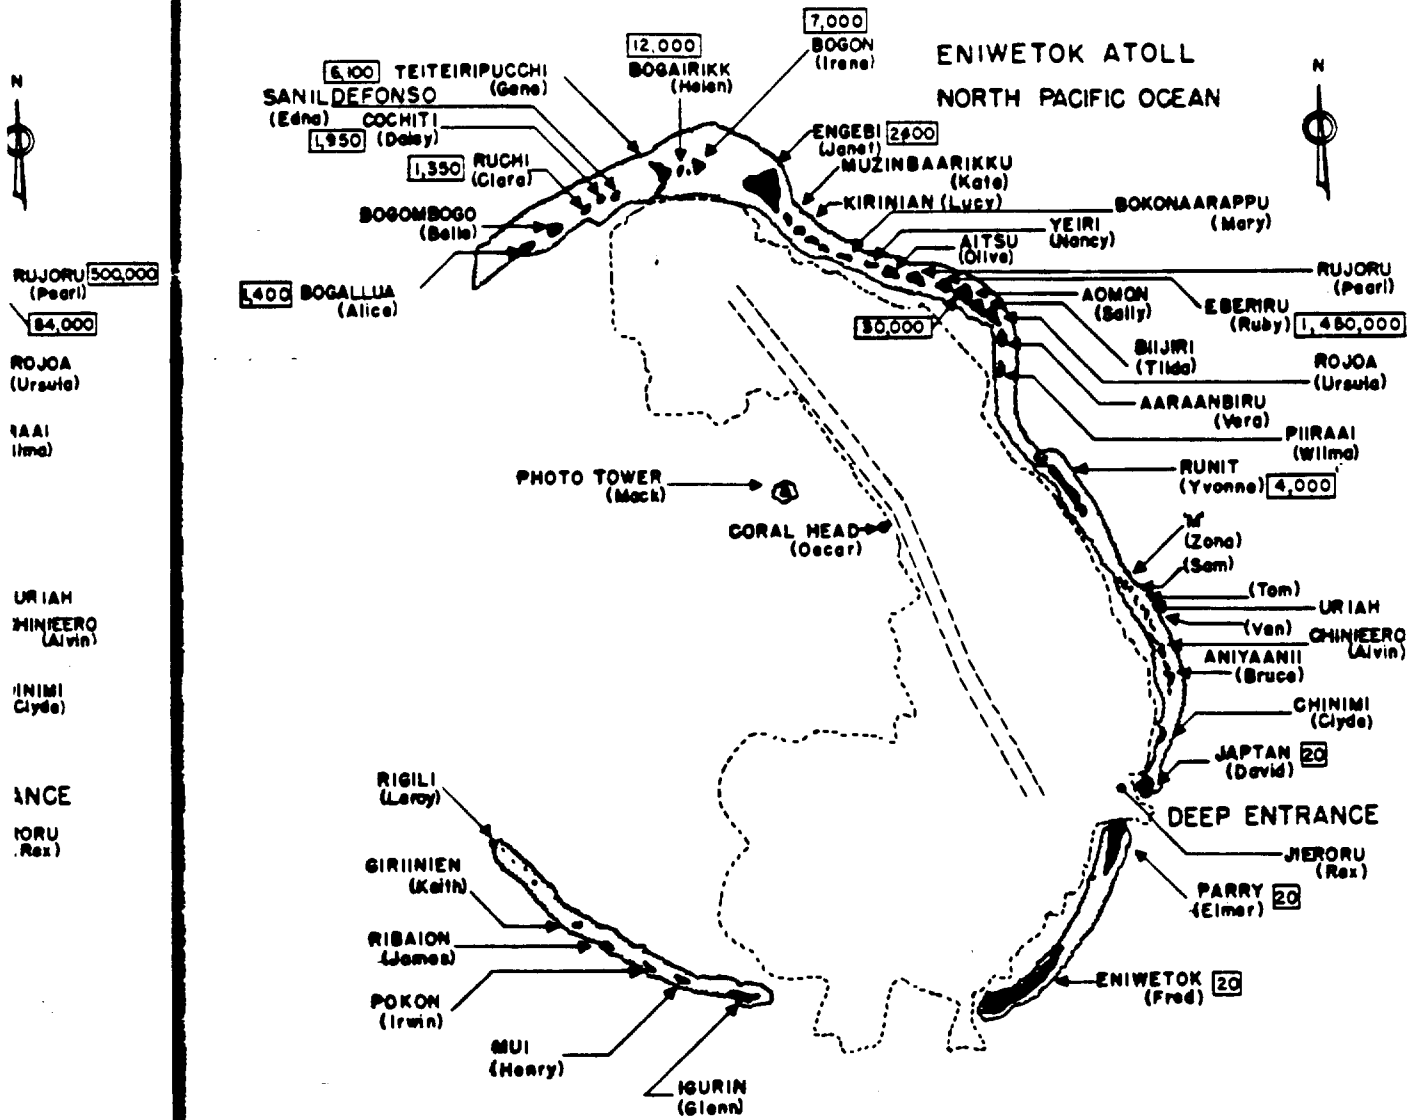 N
RUJORU 500,000
(Pearl)
84,000
ROJOA
(Ursula)
URIAH
(Alvin)
ANCE
7,000
12,000
BOGON
(Irene)
BOGAIRIKK
(Helen)
6,100 TEITEIRIPUCCHI
(Gene)
SANILDEFONSO
(Edna)
COCHITI
1,950 (Daisy)
1,350 RUCHI
(Clara)
BOGOMBOGO
(Belle)
1,400 BOGALLUA
(Alice)
ENIWETOK ATOLL
NORTH PACIFIC OCEAN
N
ENGEBI
(Janet)
MUZINBAARIKKU
(Kate)
KIRINIAN (Lucy)
BOKONAARAPPU
(Mary)
YEIRI
(Nancy)
AITSU
(Olive)
RUJORU
(Pearl)
AOMON
(Sally)
EBERIRU
(Ruby) 1,480,000
30,000
BIIJIRI
(Tilda)
ROJOA
(Ursula)
AARAANBIRU
(Vera)
PIIRAAI
(Wilma)
RUNIT
(Yvonne) 4,000
PHOTO TOWER
(Mack)
CORAL HEAD
(Oscar)
"M"
(Zona)
(Sam)
(Tom)
URIAH
(Van)
CHINIEERO
(Alvin)
ANIYAANII
(Bruce)
CHINIMI
(Clyde)
JAPTAN 20
(David)
DEEP ENTRANCE
JIERORU
(Rex)
PARRY 20
(Elmer)
ENIWETOK 20
(Fred)
RIGILI
(Leroy)
GIRIINIEN
(Keith)
RIBAION
(James)
POKON
(Irwin)
MUI
(Henry)
IGURIN
(Glenn)